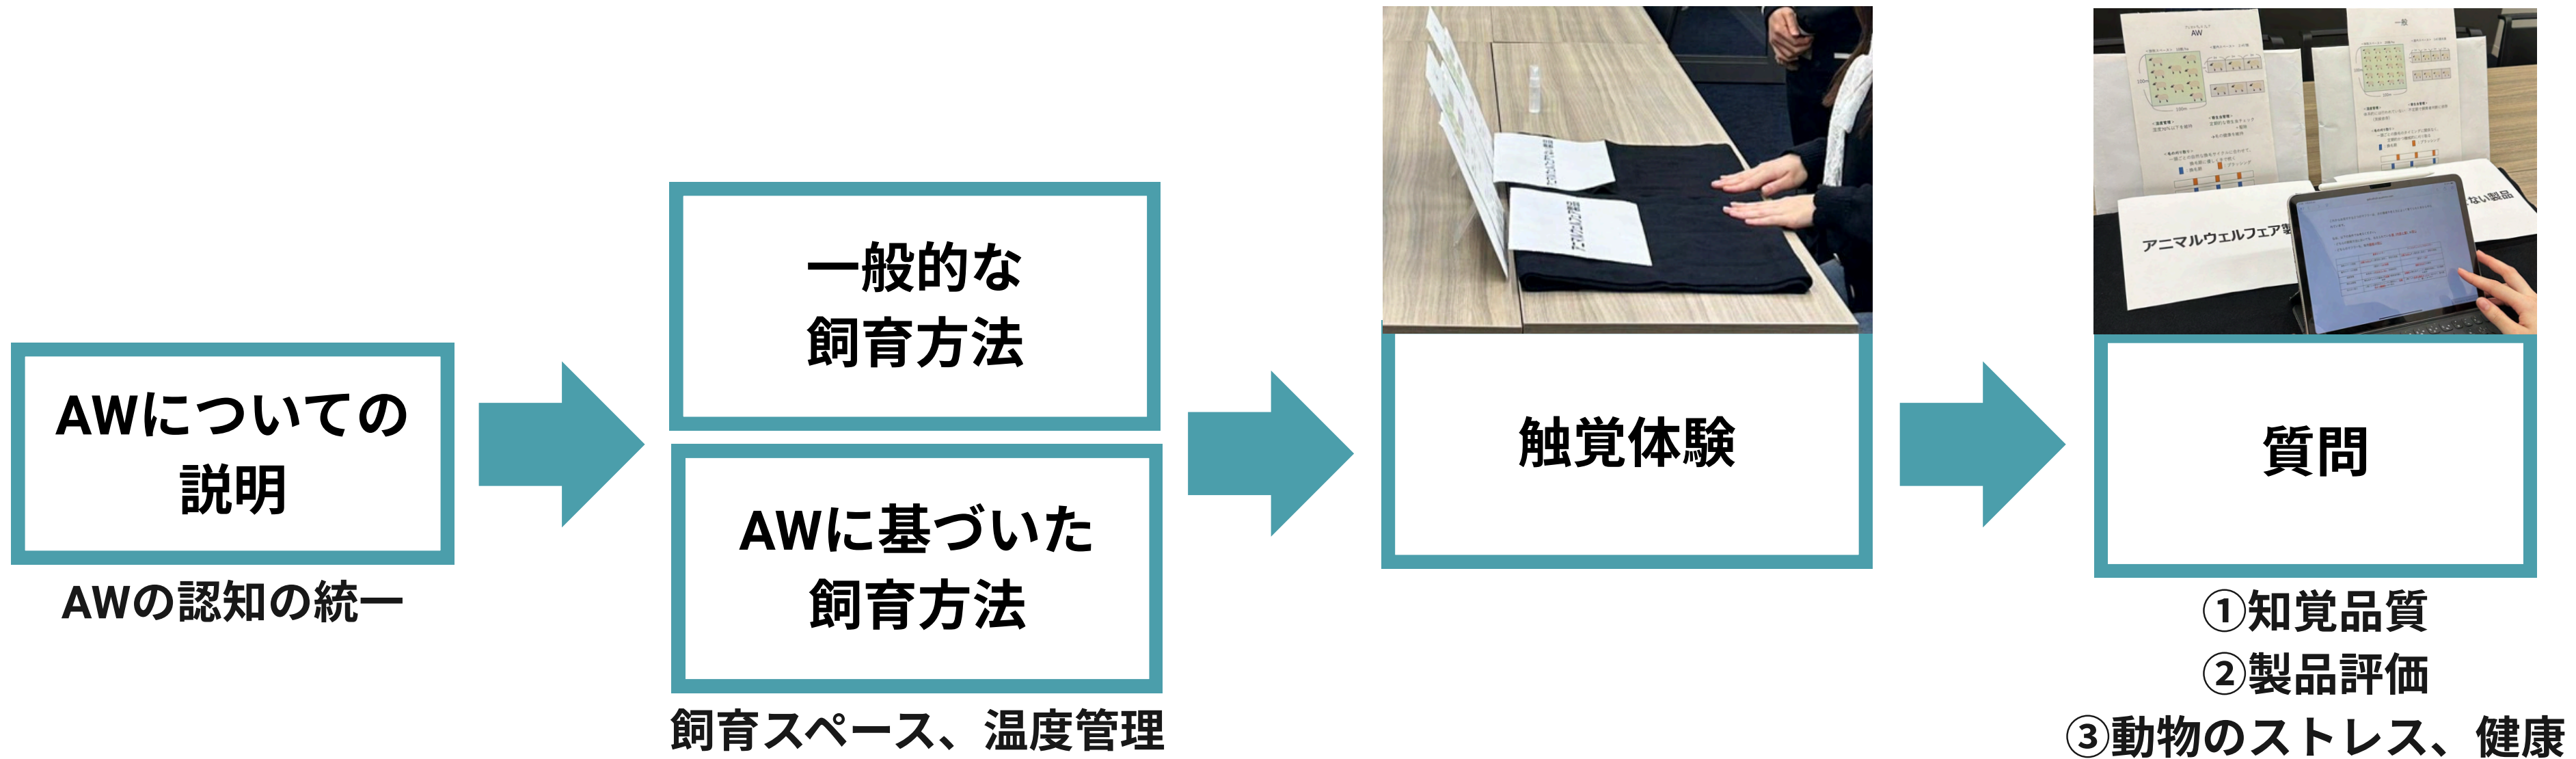 AWについての
説明
AWの認知の統一
一般的な
飼育方法
AWに基づいた
飼育方法
飼育スペース、温度管理
触覚体験
AW
一般
アニマルウェルフェア製
ない製品
質問
①知覚品質
②製品評価
③動物のストレス、健康